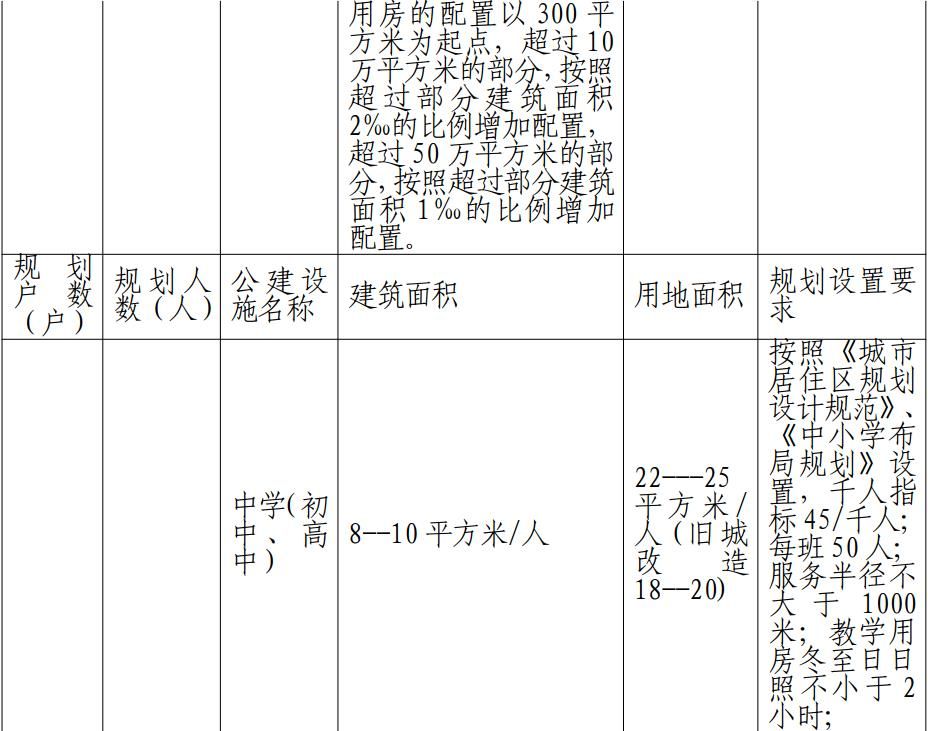 用房的配置以 300 平
方米为起点，超过 10
万平方米的部分，按照
超过部分建筑面积
2‰的比例增加配置，
超过 50 万平方米的部
分，按照超过部分建筑
面积 1‰的比例增加
配置。
规划
户数
（户）
规划人
数（人）
公建设
施名称
建筑面积
用地面积
规划设置要
求
中学(初
中、高
中）
8—10 平方米/人
22——25
平方米/
人（旧城
改造
18—20)
按照《城市
居住区规划
设计规范》、
《中小学布
局规划》设
置，千人指
标 45/千人；
每班 50 人；
服务半径不
大于 1000
米；教学用
房冬至日日
照不小于 2
小时；